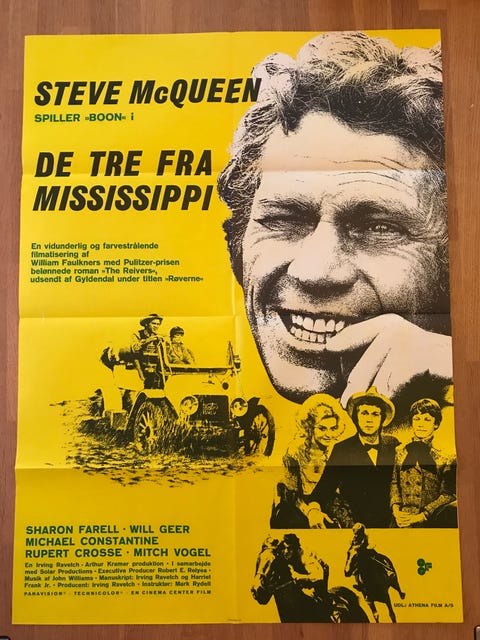 STEVE McQUEEN
SPILLER »BOON« i
DE TRE FRA
MISSISSIPPI
En vidunderlig og farvestrålende
filmatisering af
William Faulkners med Pulitzer-prisen
belønnede roman »The Reivers«,
udsendt af Gyldendal under titlen »Røverne«
SHARON FARELL · WILL GEER
MICHAEL CONSTANTINE
RUPERT CROSSE · MITCH VOGEL
En Irving Ravetch - Arthur Kramer produktion · I samarbejde
med Solar Productions · Executive Producer Robert E. Relyea ·
Musik af John Williams · Manuskript: Irving Ravetch og Harriet
Frank Jr. · Producent: Irving Ravetch · Instruktør: Mark Rydell
PANAVISION® · TECHNICOLOR® · EN CINEMA CENTER FILM
UDLJ ATHENA FILM A/S